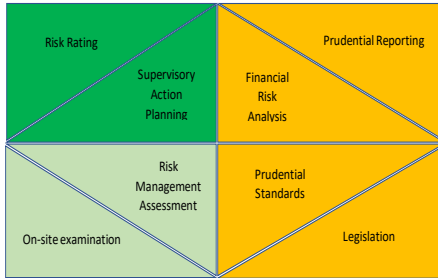 Risk Rating
Prudential Reporting
Supervisory
Action
Planning
Financial
Risk
Analysis
Risk
Management
Assessment
Prudential
Standards
On-site examination
Legislation